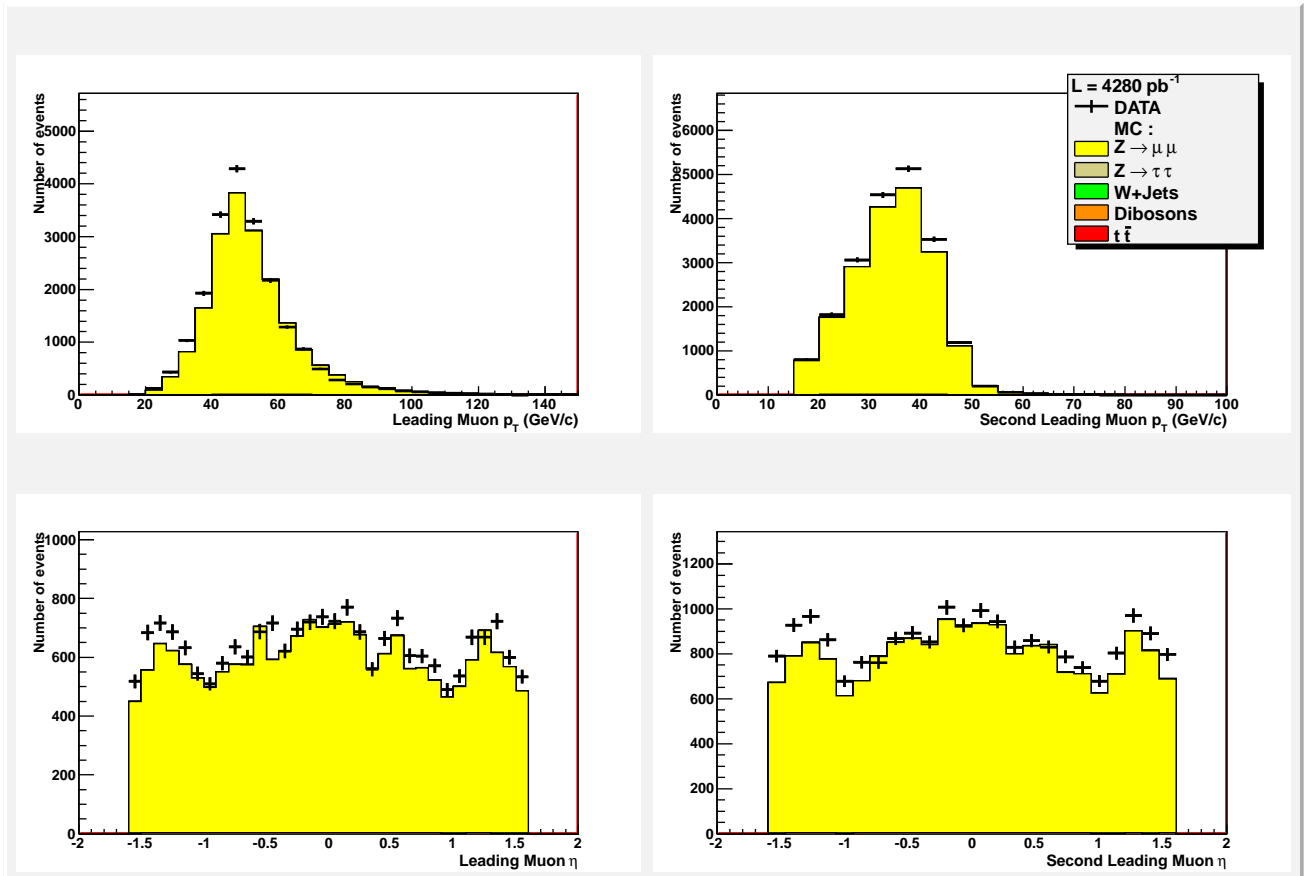 Number of events
5000
4000
3000
2000
1000
0
0 20 40 60 80 100 120 140
Leading Muon p_T (GeV/c)
Number of events
6000
5000
4000
3000
2000
1000
0
0 10 20 30 40 50 60 70 80 90 100
Second Leading Muon p_T (GeV/c)
L = 4280 pb⁻¹
DATA
MC :
Z → μ μ
Z → τ τ
W+Jets
Dibosons
t t̄
Number of events
1000
800
600
400
200
0
-2 -1.5 -1 -0.5 0 0.5 1 1.5 2
Leading Muon η
Number of events
1200
1000
800
600
400
200
0
-2 -1.5 -1 -0.5 0 0.5 1 1.5 2
Second Leading Muon η